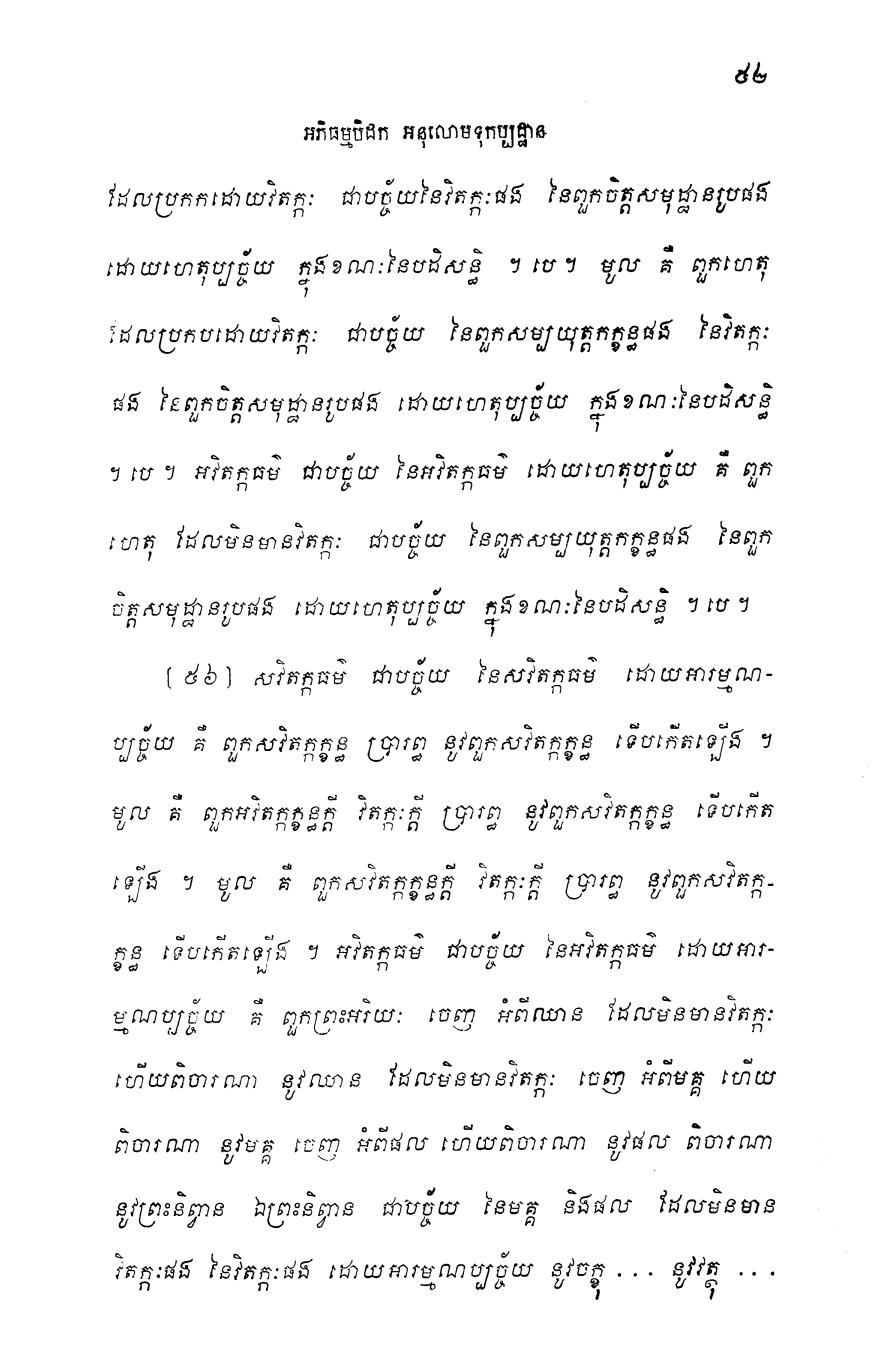 ៥២
អភិធម្មបិដក អនុលោមទុកប្បដ្ឋាន
ដែលប្រកកដោយវិតក្កៈ ជាបច្ច័យនៃវិតក្កៈផង នៃពួកចិត្តសមុដ្ឋានរូបផង
ដោយហេតុប្បច្ច័យ ក្នុងខណៈនៃបដិសន្ធិ ។ បេ ។ មូល គឺ ពួកហេតុ
ដែលប្រកបដោយវិតក្កៈ ជាបច្ច័យ នៃពួកសម្បយុត្តកក្ខន្ធផង នៃវិតក្កៈ
ផង នៃពួកចិត្តសមុដ្ឋានរូបផង ដោយហេតុប្បច្ច័យ ក្នុងខណៈនៃបដិសន្ធិ
។ បេ ។ អវិតក្កធម៌ ជាបច្ច័យ នៃអវិតក្កធម៌ ដោយហេតុប្បច្ច័យ គឺ ពួក
ហេតុ ដែលមិនមានវិតក្កៈ ជាបច្ច័យ នៃពួកសម្បយុត្តកក្ខន្ធផង នៃពួក
ចិត្តសមុដ្ឋានរូបផង ដោយហេតុប្បច្ច័យ ក្នុងខណៈនៃបដិសន្ធិ ។ បេ ។
[៥៦] សវិតក្កធម៌ ជាបច្ច័យ នៃសវិតក្កធម៌ ដោយអារម្មណ-
ប្បច្ច័យ គឺ ពួកសវិតក្កក្ខន្ធ ប្រារព្ធ នូវពួកសវិតក្កក្ខន្ធ ទើបកើតឡើង ។
មូល គឺ ពួកអវិតក្កក្ខន្ធក្តី វិតក្កៈក្តី ប្រារព្ធ នូវពួកសវិតក្កក្ខន្ធ ទើបកើត
ឡើង ។ មូល គឺ ពួកសវិតក្កក្ខន្ធក្តី វិតក្កៈក្តី ប្រារព្ធ នូវពួកសវិតក្ក-
ក្ខន្ធ ទើបកើតឡើង ។ អវិតក្កធម៌ ជាបច្ច័យ នៃអវិតក្កធម៌ ដោយអារ-
ម្មណប្បច្ច័យ គឺ ពួកព្រះអរិយៈ ចេញ អំពីឈាន ដែលមិនមានវិតក្កៈ
ហើយពិចារណា នូវឈាន ដែលមិនមានវិតក្កៈ ចេញ អំពីមគ្គ ហើយ
ពិចារណា នូវមគ្គ ចេញ អំពីផល ហើយពិចារណា នូវផល ពិចារណា
នូវព្រះនិព្វាន ឯព្រះនិព្វាន ជាបច្ច័យ នៃមគ្គ និងផល ដែលមិនមាន
វិតក្កៈផង នៃវិតក្កៈផង ដោយអារម្មណប្បច្ច័យ នូវចក្ខុ ... នូវវត្ថុ ...